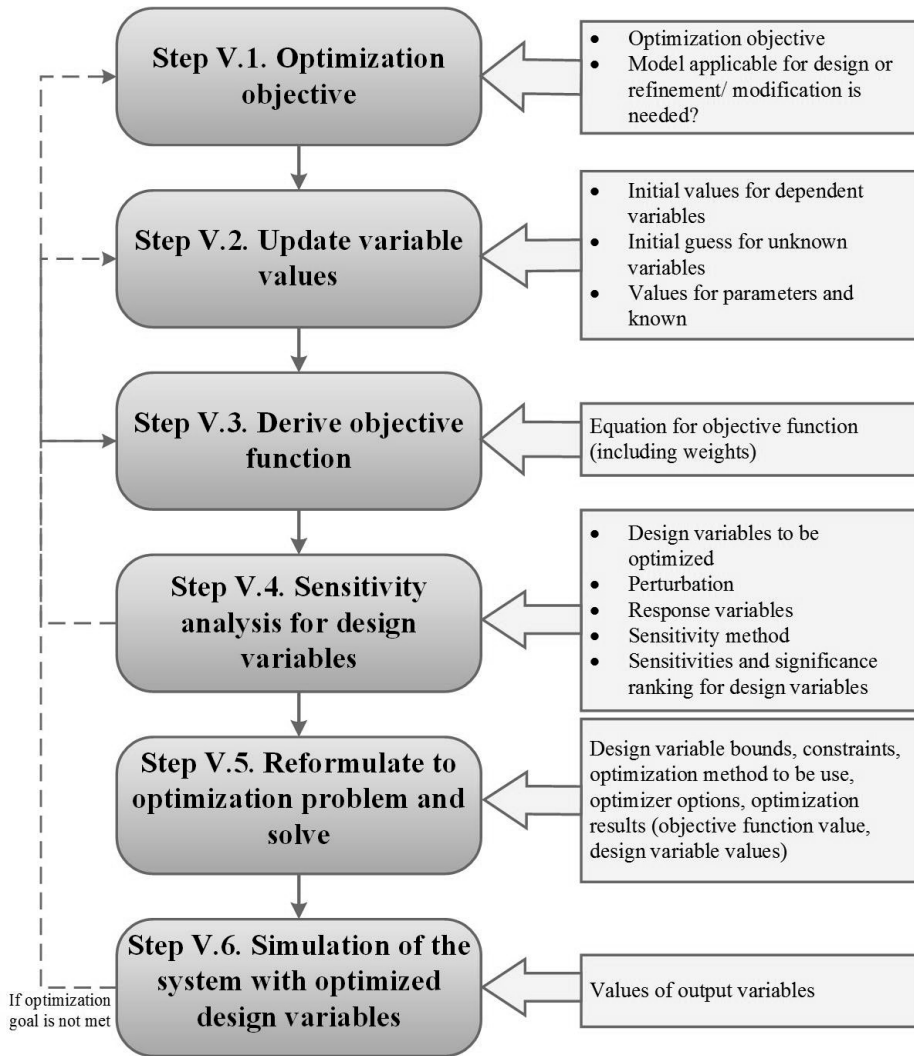 Step V.1. Optimization
objective
• Optimization objective
• Model applicable for design or
refinement/ modification is
needed?
Step V.2. Update variable
values
• Initial values for dependent
variables
• Initial guess for unknown
variables
• Values for parameters and
known
Step V.3. Derive objective
function
Equation for objective function
(including weights)
Step V.4. Sensitivity
analysis for design
variables
• Design variables to be
optimized
• Perturbation
• Response variables
• Sensitivity method
• Sensitivities and significance
ranking for design variables
Step V.5. Reformulate to
optimization problem and
solve
Design variable bounds, constraints,
optimization method to be use,
optimizer options, optimization
results (objective function value,
design variable values)
Step V.6. Simulation of the
system with optimized
design variables
Values of output variables
If optimization
goal is not met